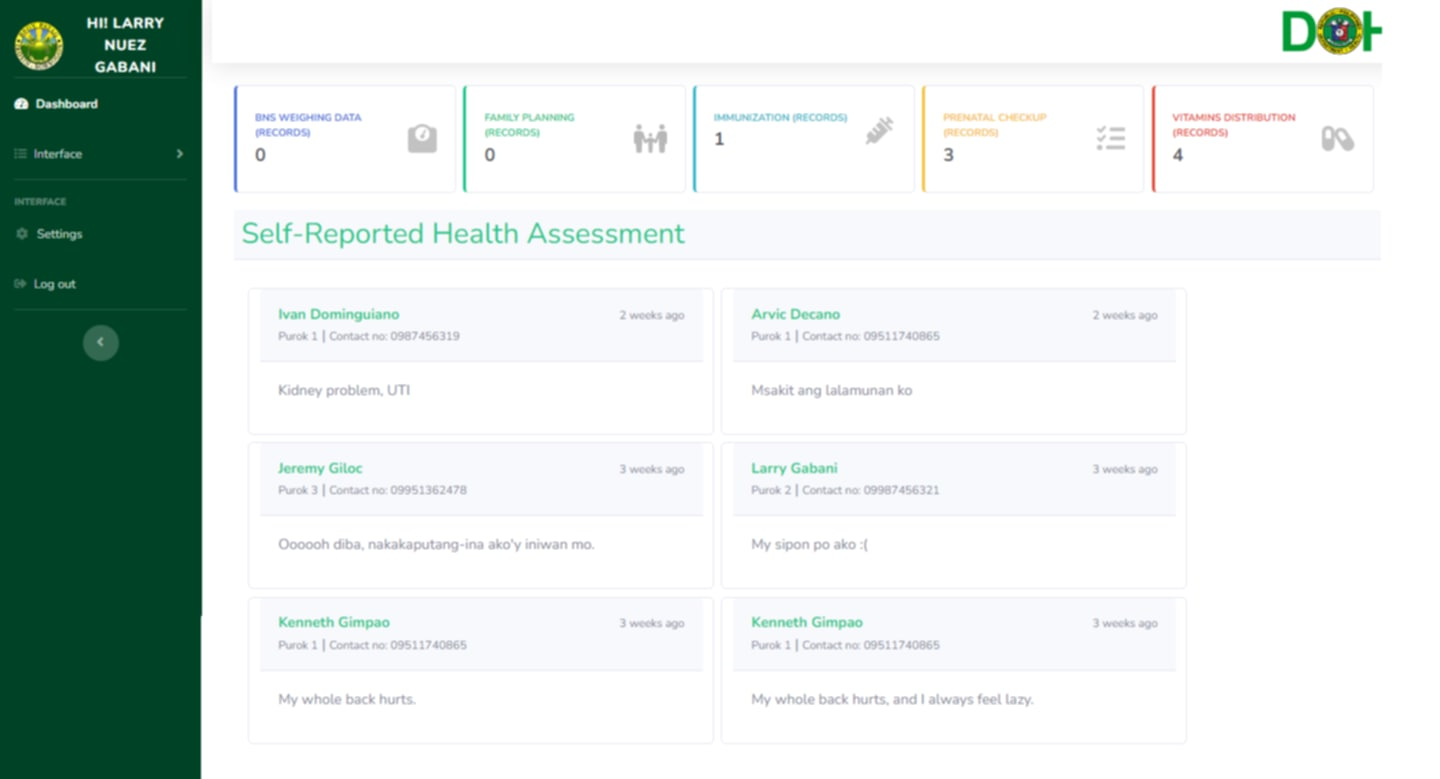 HI! LARRY
NUEZ
GABANI
Dashboard
Interface
INTERFACE
Settings
Log out
DOH
BNS WEIGHING DATA
(RECORDS)
0
FAMILY PLANNING
(RECORDS)
0
IMMUNIZATION (RECORDS)
1
PRENATAL CHECKUP
(RECORDS)
3
VITAMINS DISTRIBUTION
(RECORDS)
4
Self-Reported Health Assessment
Ivan Dominguiano 2 weeks ago
Purok 1 | Contact no: 0987456319
Kidney problem, UTI
Arvic Decano 2 weeks ago
Purok 1 | Contact no: 09511740865
Msakit ang lalamunan ko
Jeremy Giloc 3 weeks ago
Purok 3 | Contact no: 09951362478
Oooooh diba, nakakaputang-ina ako'y iniwan mo.
Larry Gabani 3 weeks ago
Purok 2 | Contact no: 09987456321
My sipon po ako :(
Kenneth Gimpao 3 weeks ago
Purok 1 | Contact no: 09511740865
My whole back hurts.
Kenneth Gimpao 3 weeks ago
Purok 1 | Contact no: 09511740865
My whole back hurts, and I always feel lazy.